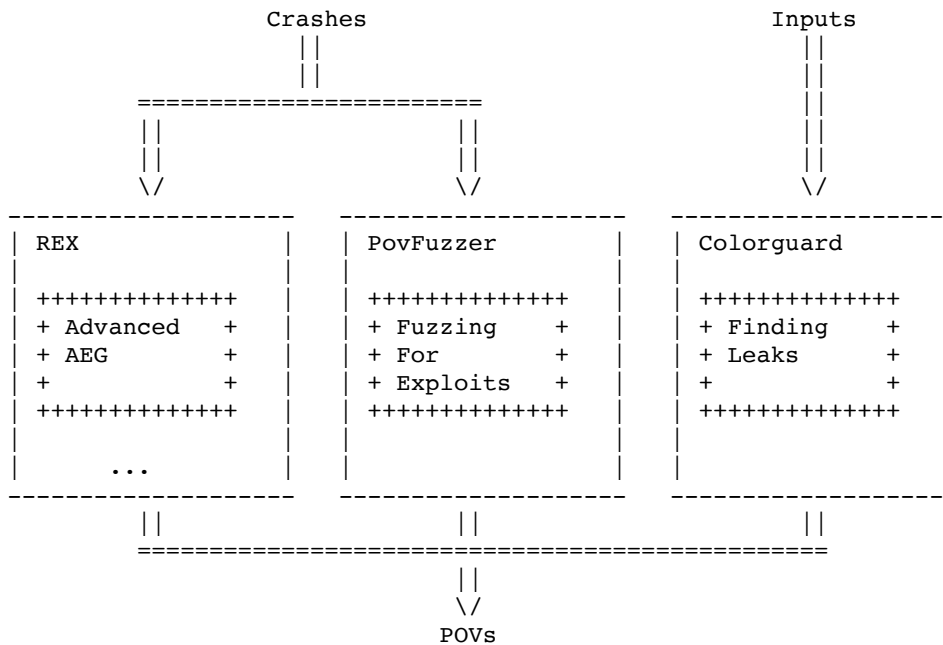 Crashes Inputs
REX PovFuzzer Colorguard
Advanced Fuzzing Finding
AEG For Leaks
Exploits
...
POVs